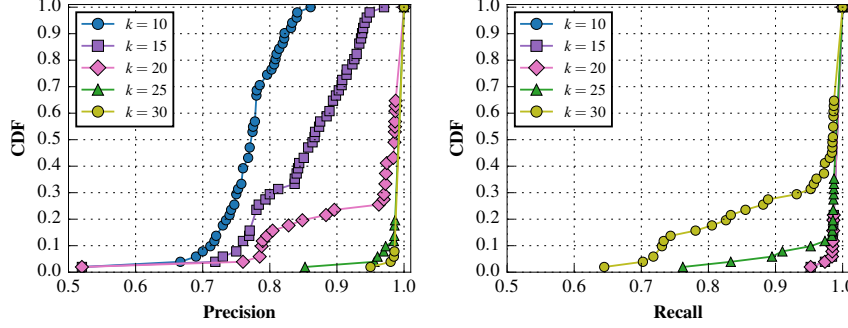 1.0
0.9
0.8
0.7
0.6
0.5
0.4
0.3
0.2
0.1
0.0
CDF
k = 10
k = 15
k = 20
k = 25
k = 30
0.5 0.6 0.7 0.8 0.9 1.0
Precision
1.0
0.9
0.8
0.7
0.6
0.5
0.4
0.3
0.2
0.1
0.0
CDF
k = 10
k = 15
k = 20
k = 25
k = 30
0.5 0.6 0.7 0.8 0.9 1.0
Recall